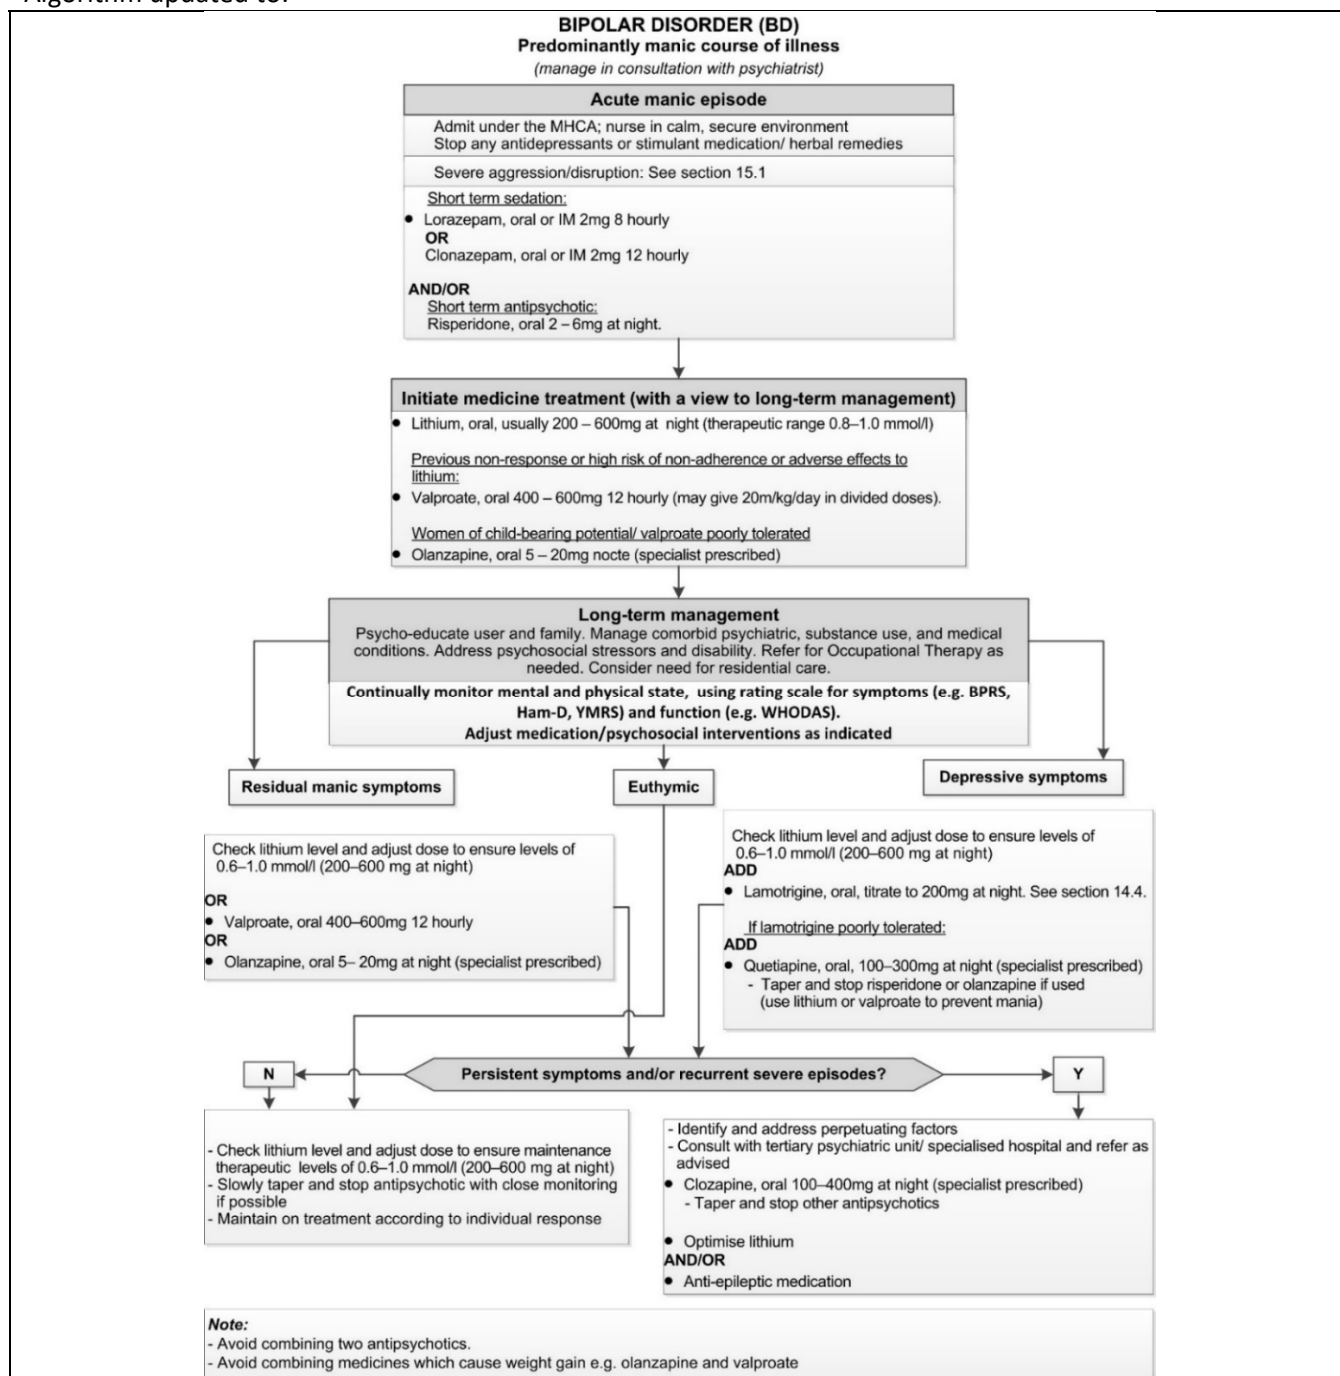 Algorithm updated to:
BIPOLAR DISORDER (BD)
Predominantly manic course of illness
(manage in consultation with psychiatrist)
Acute manic episode
Admit under the MHCA; nurse in calm, secure environment
Stop any antidepressants or stimulant medication/ herbal remedies
Severe aggression/disruption: See section 15.1
Short term sedation:
• Lorazepam, oral or IM 2mg 8 hourly
OR
Clonazepam, oral or IM 2mg 12 hourly
AND/OR
Short term antipsychotic:
Risperidone, oral 2 – 6mg at night.
Initiate medicine treatment (with a view to long-term management)
• Lithium, oral, usually 200 – 600mg at night (therapeutic range 0.8–1.0 mmol/l)
Previous non-response or high risk of non-adherence or adverse effects to
lithium:
• Valproate, oral 400 – 600mg 12 hourly (may give 20m/kg/day in divided doses).
Women of child-bearing potential/ valproate poorly tolerated
• Olanzapine, oral 5 – 20mg nocte (specialist prescribed)
Long-term management
Psycho-educate user and family. Manage comorbid psychiatric, substance use, and medical
conditions. Address psychosocial stressors and disability. Refer for Occupational Therapy as
needed. Consider need for residential care.
Continually monitor mental and physical state, using rating scale for symptoms (e.g. BPRS,
Ham-D, YMRS) and function (e.g. WHODAS).
Adjust medication/psychosocial interventions as indicated
Residual manic symptoms
Euthymic
Depressive symptoms
Check lithium level and adjust dose to ensure levels of
0.6–1.0 mmol/l (200–600 mg at night)
OR
• Valproate, oral 400–600mg 12 hourly
OR
• Olanzapine, oral 5– 20mg at night (specialist prescribed)
Check lithium level and adjust dose to ensure levels of
0.6–1.0 mmol/l (200–600 mg at night)
ADD
• Lamotrigine, oral, titrate to 200mg at night. See section 14.4.
If lamotrigine poorly tolerated:
ADD
• Quetiapine, oral, 100–300mg at night (specialist prescribed)
- Taper and stop risperidone or olanzapine if used
(use lithium or valproate to prevent mania)
N
Persistent symptoms and/or recurrent severe episodes?
Y
- Check lithium level and adjust dose to ensure maintenance
therapeutic levels of 0.6–1.0 mmol/l (200–600 mg at night)
- Slowly taper and stop antipsychotic with close monitoring
if possible
- Maintain on treatment according to individual response
- Identify and address perpetuating factors
- Consult with tertiary psychiatric unit/ specialised hospital and refer as
advised
• Clozapine, oral 100–400mg at night (specialist prescribed)
- Taper and stop other antipsychotics
• Optimise lithium
AND/OR
• Anti-epileptic medication
Note:
- Avoid combining two antipsychotics.
- Avoid combining medicines which cause weight gain e.g. olanzapine and valproate